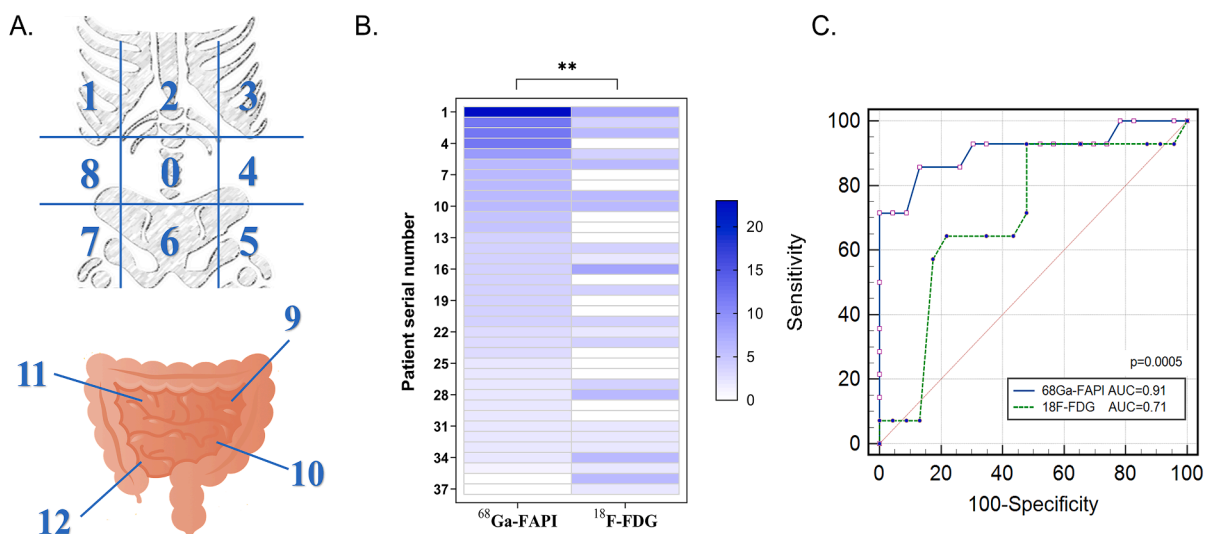 A.
1 2 3
8 0 4
7 6 5
9
11
10
12
B.
**
Patient serial number
1
4
7
10
13
16
19
22
25
28
31
34
37
68Ga-FAPI
18F-FDG
20
15
10
5
0
C.
Sensitivity
100
80
60
40
20
0
p=0.0005
68Ga-FAPI AUC=0.91
18F-FDG AUC=0.71
0 20 40 60 80 100
100-Specificity